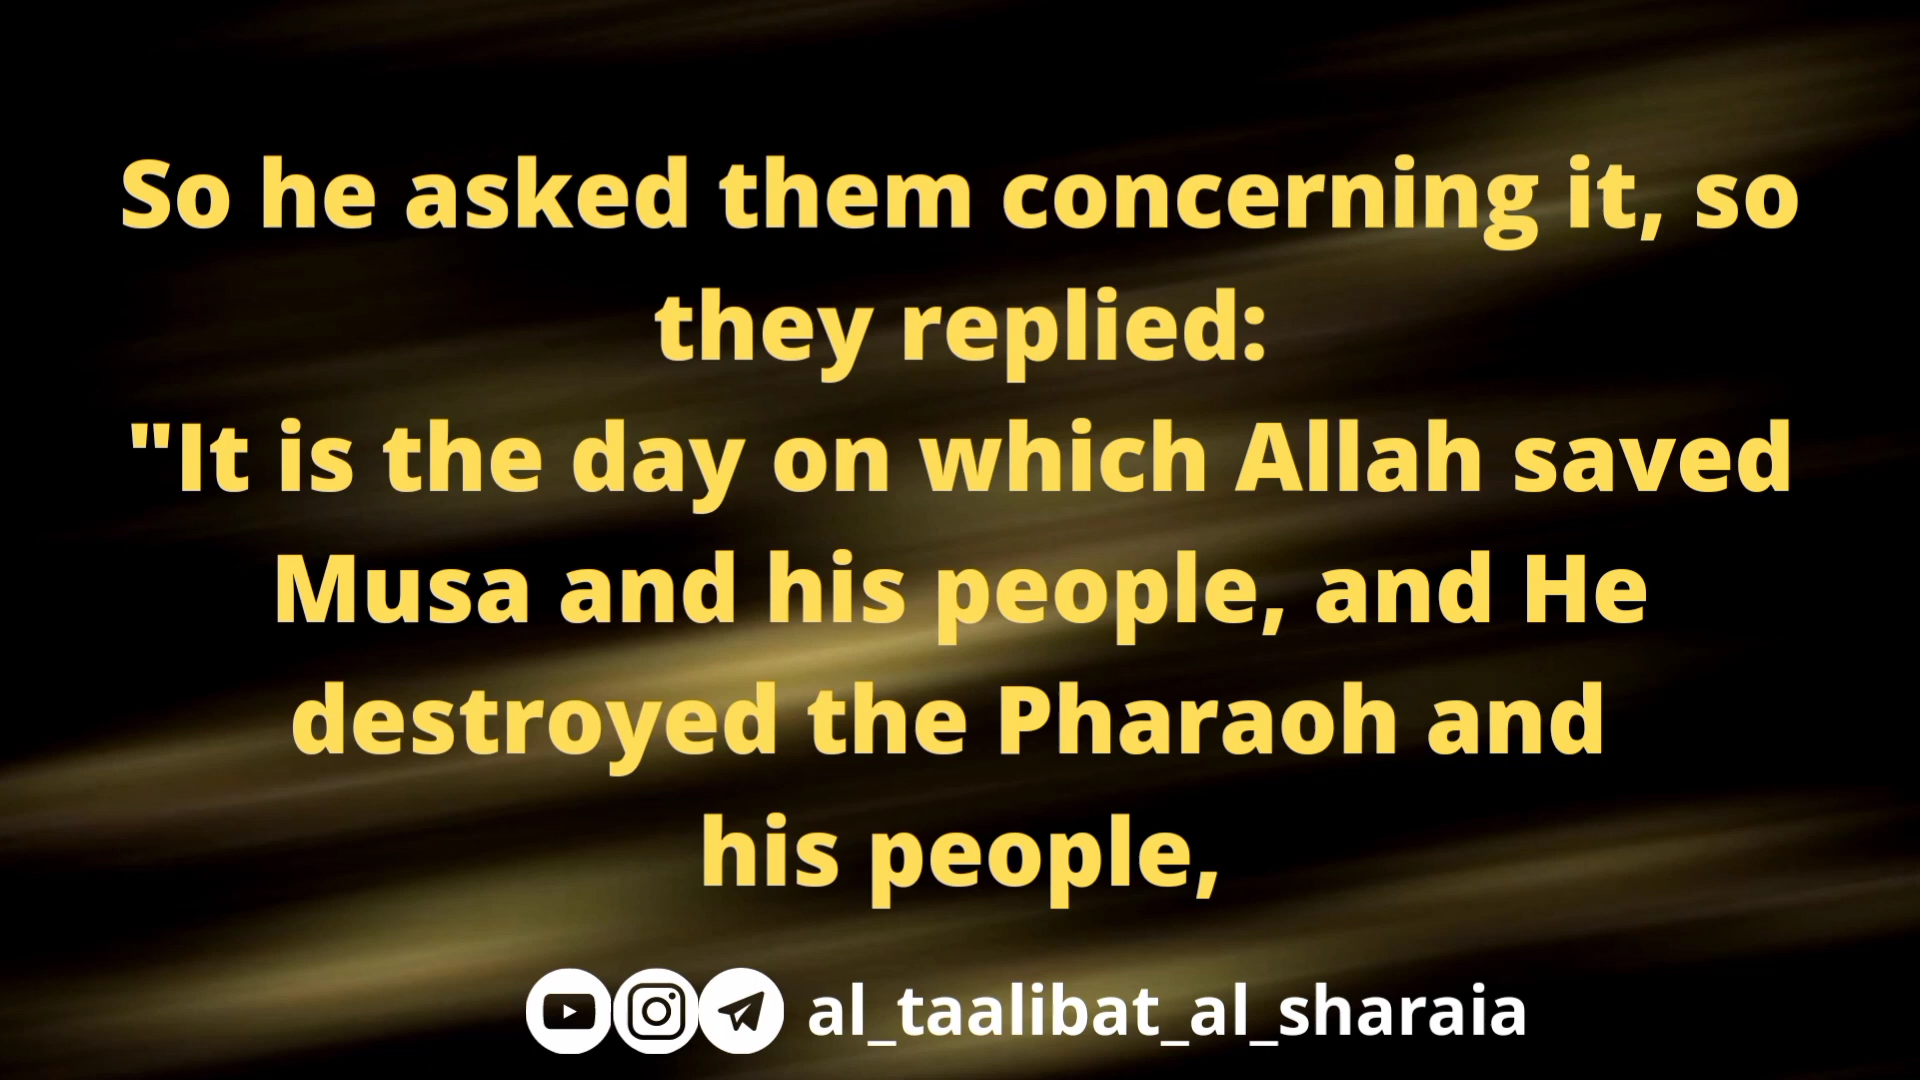 So he asked them concerning it, so
they replied:
"It is the day on which Allah saved
Musa and his people, and He
destroyed the Pharaoh and
his people,
al_taalibat_al_sharaia